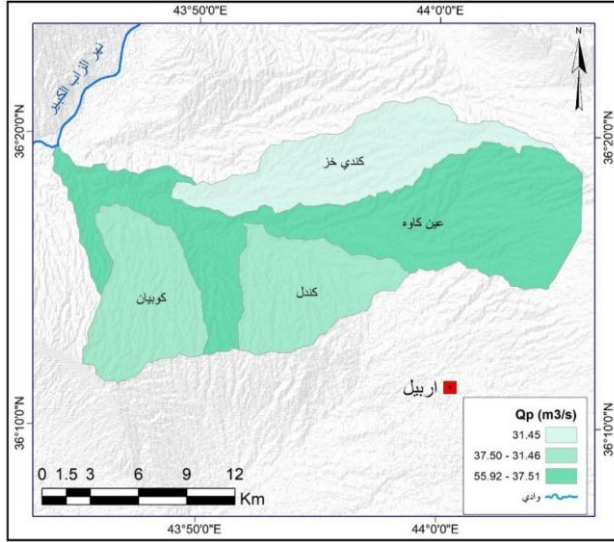 43°50'0"E 44°0'0"E
N
نهر الزاب الكبير
36°20'0"N 36°20'0"N
كندي خز
عين كاوه
كوبيان
كندل
اربيل
36°10'0"N 36°10'0"N
Qp (m3/s)
31.45
37.50 - 31.46
55.92 - 37.51
وادي
0 1.5 3 6 9 12
Km
43°50'0"E 44°0'0"E